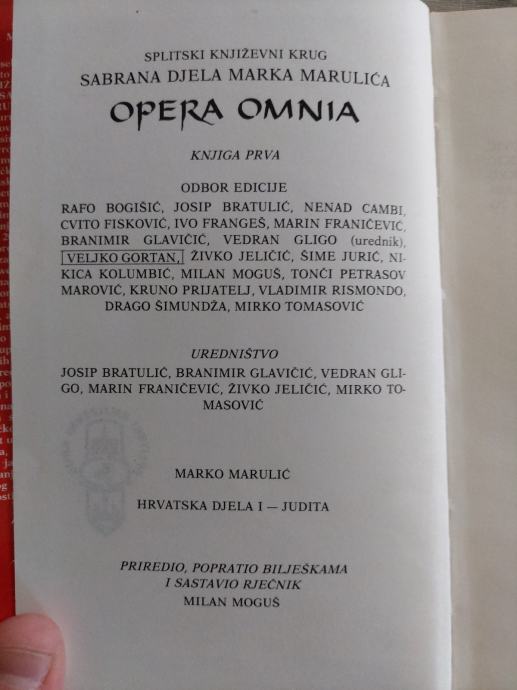 SPLITSKI KNJIŽEVNI KRUG
SABRANA DJELA MARKA MARULIĆA
OPERA OMNIA
KNJIGA PRVA
ODBOR EDICIJE
RAFO BOGIŠIĆ, JOSIP BRATULIĆ, NENAD CAMBI,
CVITO FISKOVIĆ, IVO FRANGEŠ, MARIN FRANIČEVIĆ,
BRANIMIR GLAVIČIĆ, VEDRAN GLIGO (urednik),
VELJKO GORTAN, ŽIVKO JELIČIĆ, ŠIME JURIĆ, NI-
KICA KOLUMBIĆ, MILAN MOGUŠ, TONČI PETRASOV
MAROVIĆ, KRUNO PRIJATELJ, VLADIMIR RISMONDO,
DRAGO ŠIMUNDŽA, MIRKO TOMASOVIĆ
UREDNIŠTVO
JOSIP BRATULIĆ, BRANIMIR GLAVIČIĆ, VEDRAN GLI-
GO, MARIN FRANIČEVIĆ, ŽIVKO JELIČIĆ, MIRKO TO-
MASOVIĆ
MARKO MARULIĆ
HRVATSKA DJELA I — JUDITA
PRIREDIO, POPRATIO BILJEŠKAMA
I SASTAVIO RJEČNIK
MILAN MOGUŠ